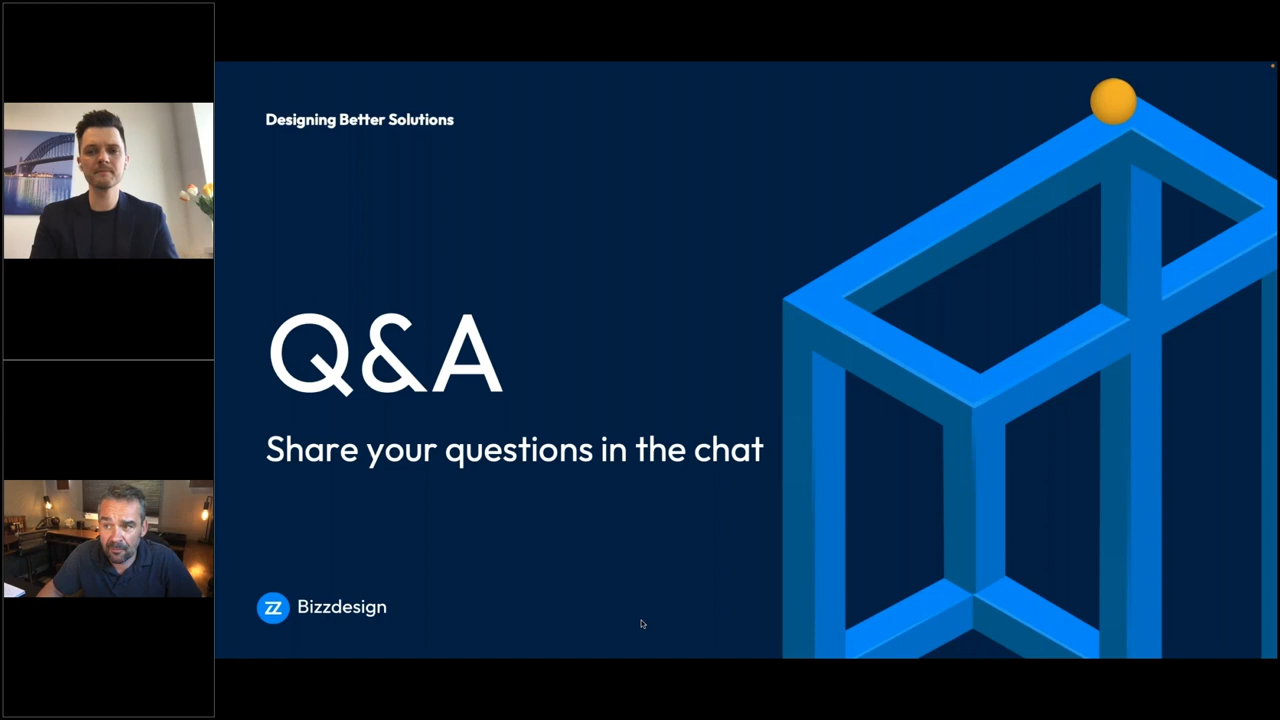 Designing Better Solutions
Q&A
Share your questions in the chat
Bizzdesign